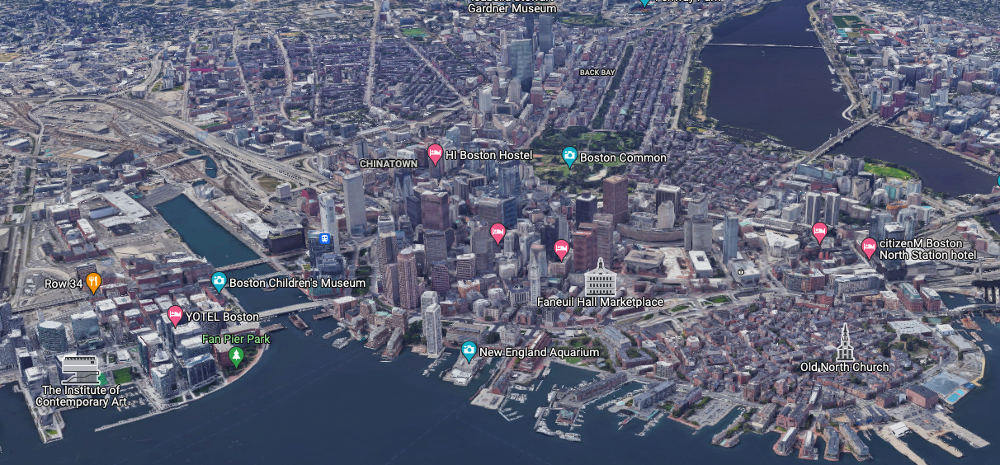 Gardner Museum
BACK BAY
HI Boston Hostel
CHINATOWN
Boston Common
citizenM Boston
North Station hotel
Row 34
Boston Children's Museum
Faneuil Hall Marketplace
YOTEL Boston
Fan Pier Park
New England Aquarium
Old North Church
The Institute of
Contemporary Art